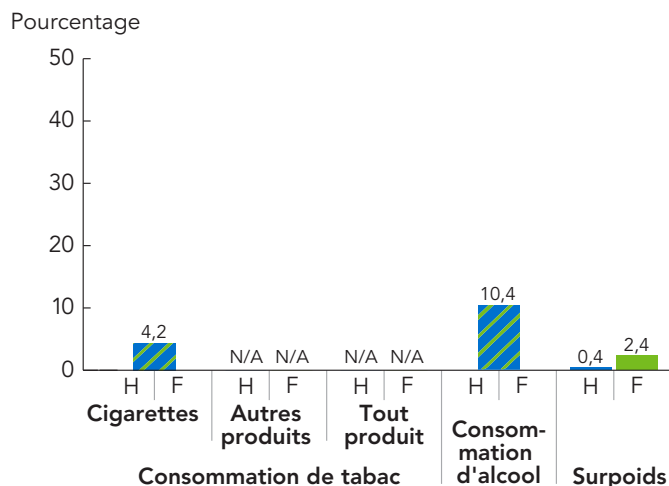 Pourcentage
50
40
30
20
10
0
4,2
N/A N/A
N/A N/A
10,4
0,4
2,4
H F
H F
H F
H F
H F
Cigarettes
Autres
produits
Tout
produit
Consommation de tabac
Consom-
mation
d'alcool
Surpoids